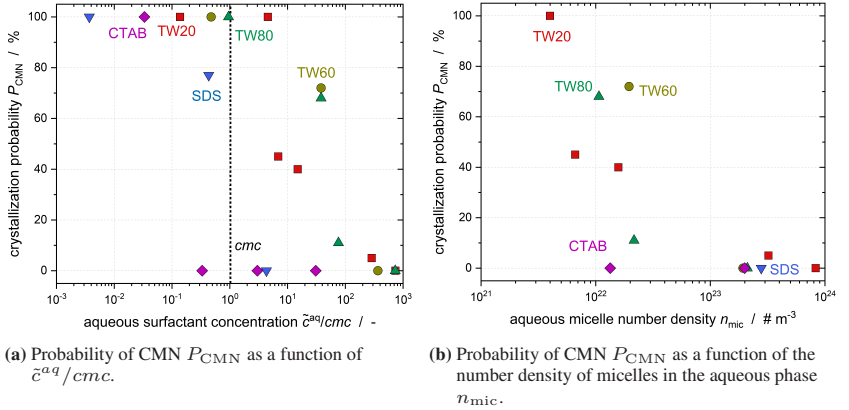 crystallization probability P_CMN / %
100
80
60
40
20
0
CTAB
TW20
TW80
TW60
SDS
cmc
10^-3
10^-2
10^-1
10^0
10^1
10^2
10^3
aqueous surfactant concentration c̃^aq/cmc / -
(a) Probability of CMN P_CMN as a function of
c̃^aq/cmc.
crystallization probability P_CMN / %
100
80
60
40
20
0
TW20
TW80
TW60
CTAB
SDS
10^21
10^22
10^23
10^24
aqueous micelle number density n_mic / # m^-3
(b) Probability of CMN P_CMN as a function of the
number density of micelles in the aqueous phase
n_mic.